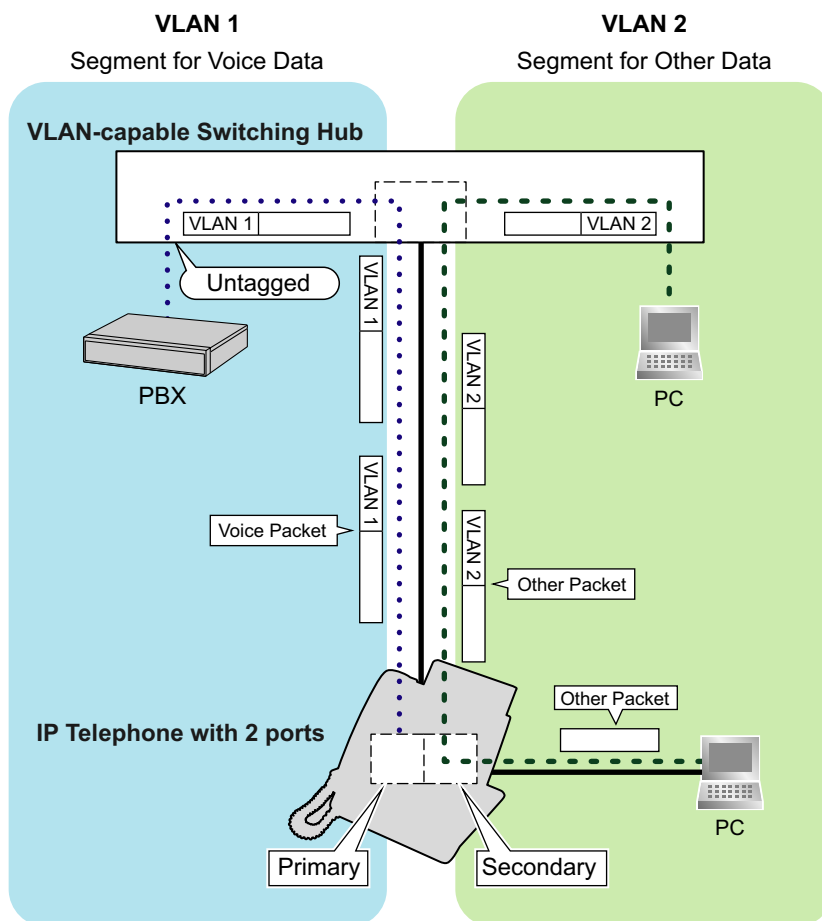 VLAN 1
Segment for Voice Data
VLAN 2
Segment for Other Data
VLAN-capable Switching Hub
VLAN 1
VLAN 2
Untagged
VLAN 1
VLAN 2
PBX
PC
VLAN 1
Voice Packet
VLAN 2
Other Packet
Other Packet
IP Telephone with 2 ports
PC
Primary
Secondary